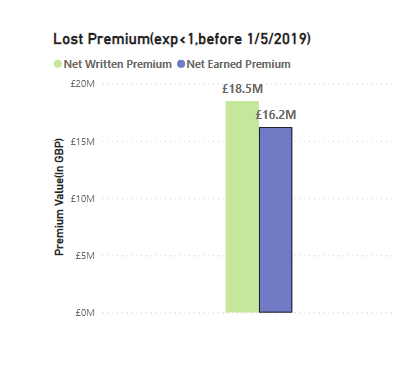 Lost Premium(exp<1,before 1/5/2019)
Net Written Premium Net Earned Premium
£20M
£18.5M
£16.2M
£15M
£10M
£5M
£0M
Premium Value(In GBP)